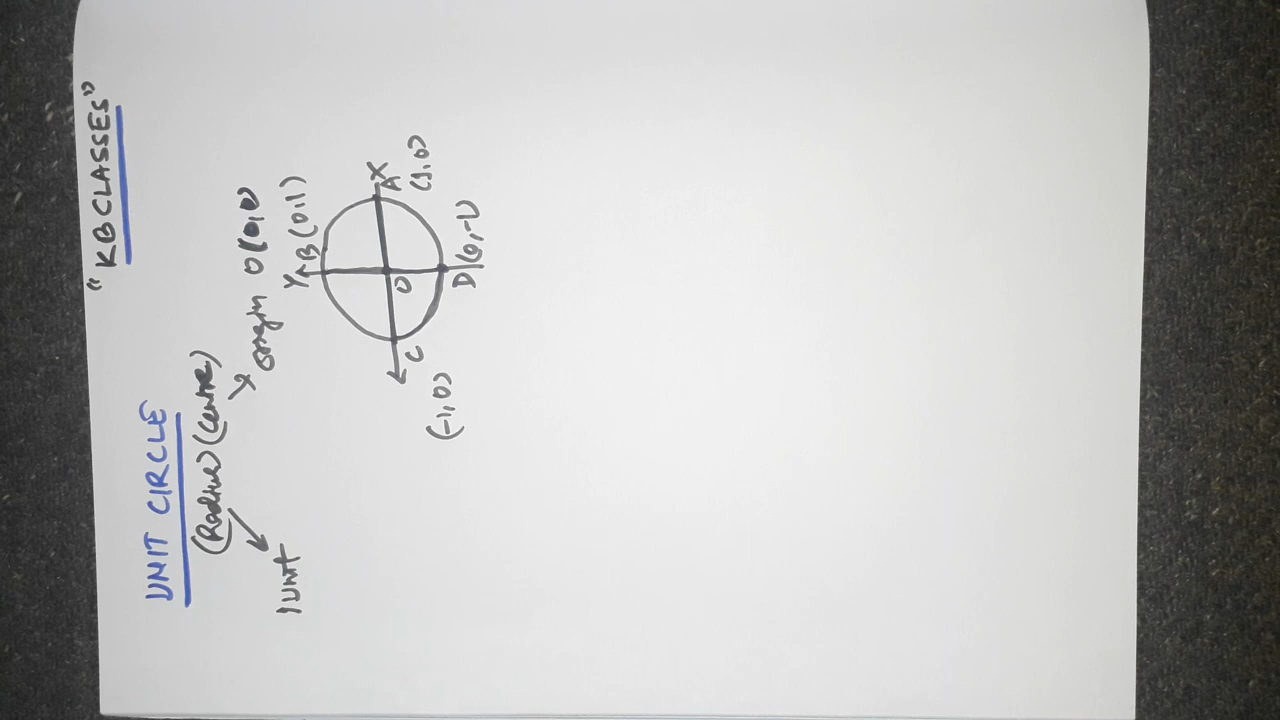 "KB CLASSES"
UNIT CIRCLE
(Radius) (Centre)
1 Unit
origin O(0,0)
Y B(0,1)
X
A
(1,0)
O
C
(-1,0)
D (0,-1)